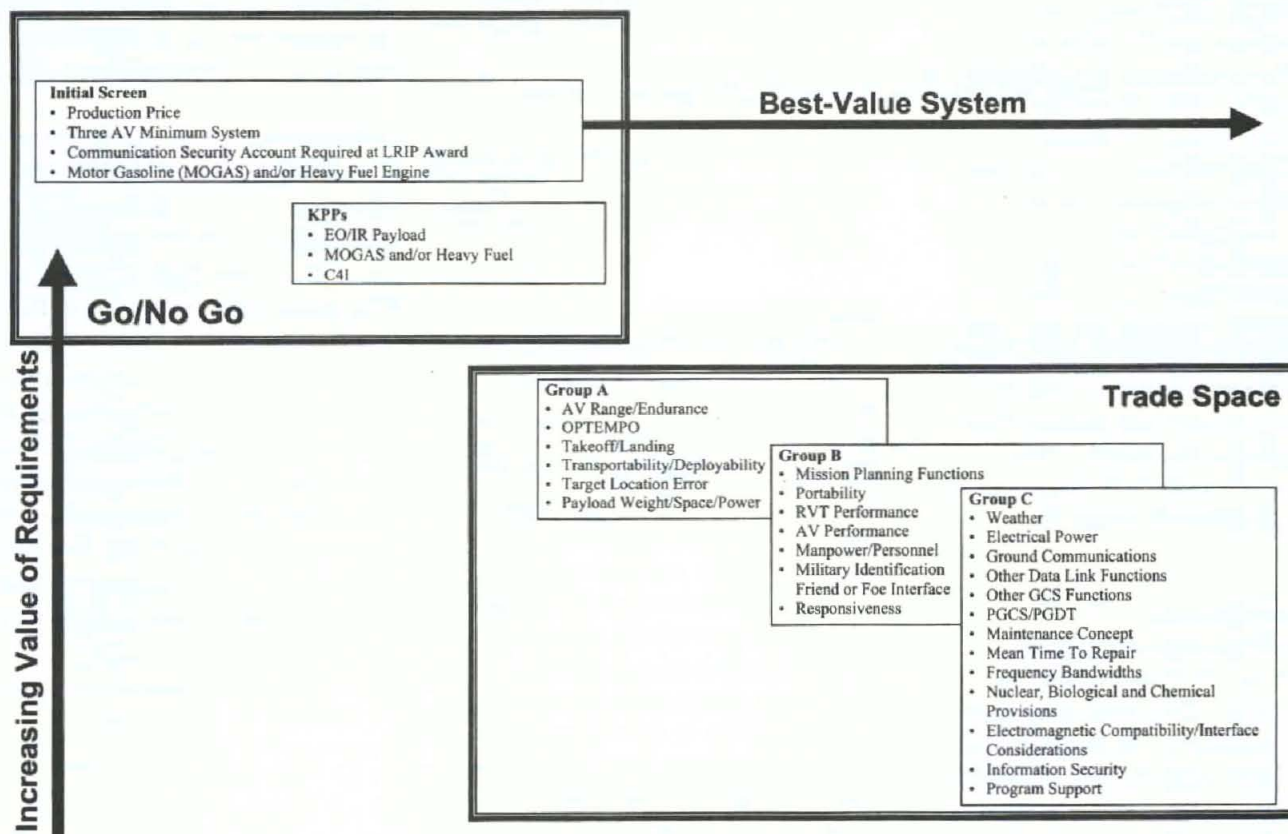 Initial Screen
• Production Price
• Three AV Minimum System
• Communication Security Account Required at LRIP Award
• Motor Gasoline (MOGAS) and/or Heavy Fuel Engine
Best-Value System
KPPs
• EO/IR Payload
• MOGAS and/or Heavy Fuel
• C4I
Go/No Go
Increasing Value of Requirements
Trade Space
Group A
• AV Range/Endurance
• OPTEMPO
• Takeoff/Landing
• Transportability/Deployability
• Target Location Error
• Payload Weight/Space/Power
Group B
• Mission Planning Functions
• Portability
• RVT Performance
• AV Performance
• Manpower/Personnel
• Military Identification
Friend or Foe Interface
• Responsiveness
Group C
• Weather
• Electrical Power
• Ground Communications
• Other Data Link Functions
• Other GCS Functions
• PGCS/PGDT
• Maintenance Concept
• Mean Time To Repair
• Frequency Bandwidths
• Nuclear, Biological and Chemical
Provisions
• Electromagnetic Compatibility/Interface
Considerations
• Information Security
• Program Support